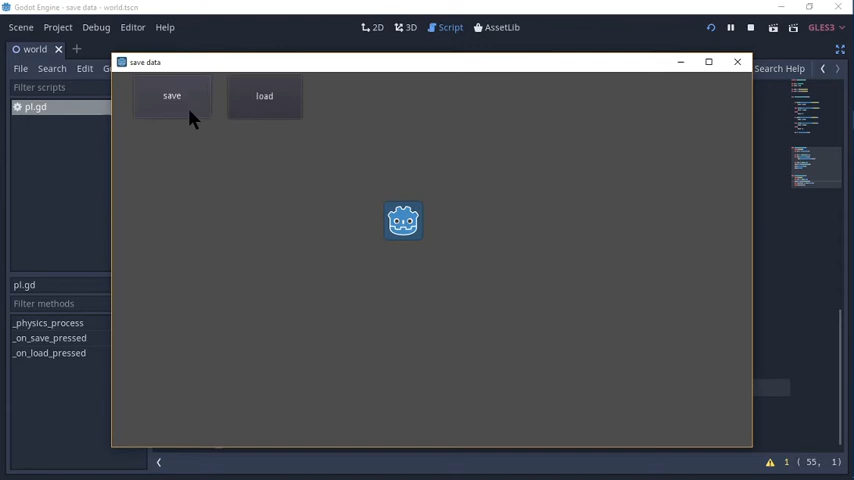 Godot Engine - save data - world.tscn
Scene Project Debug Editor Help
2D 3D Script AssetLib
GLES3
world
File Search Edit
Search Help
save data
Filter scripts
save load
pl.gd
pl.gd
Filter methods
_physics_process
_on_save_pressed
_on_load_pressed
1 ( 55, 1)